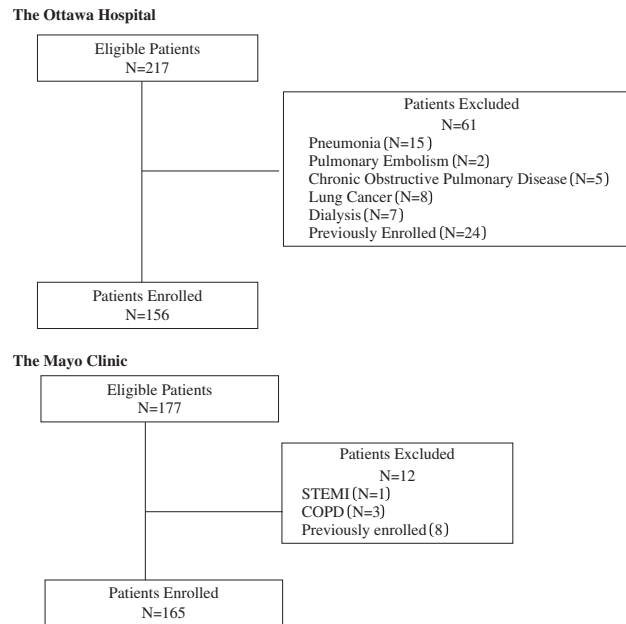 The Ottawa Hospital
Eligible Patients
N=217
Patients Excluded
N=61
Pneumonia (N=15)
Pulmonary Embolism (N=2)
Chronic Obstructive Pulmonary Disease (N=5)
Lung Cancer (N=8)
Dialysis (N=7)
Previously Enrolled (N=24)
Patients Enrolled
N=156
The Mayo Clinic
Eligible Patients
N=177
Patients Excluded
N=12
STEMI (N=1)
COPD (N=3)
Previously enrolled (8)
Patients Enrolled
N=165